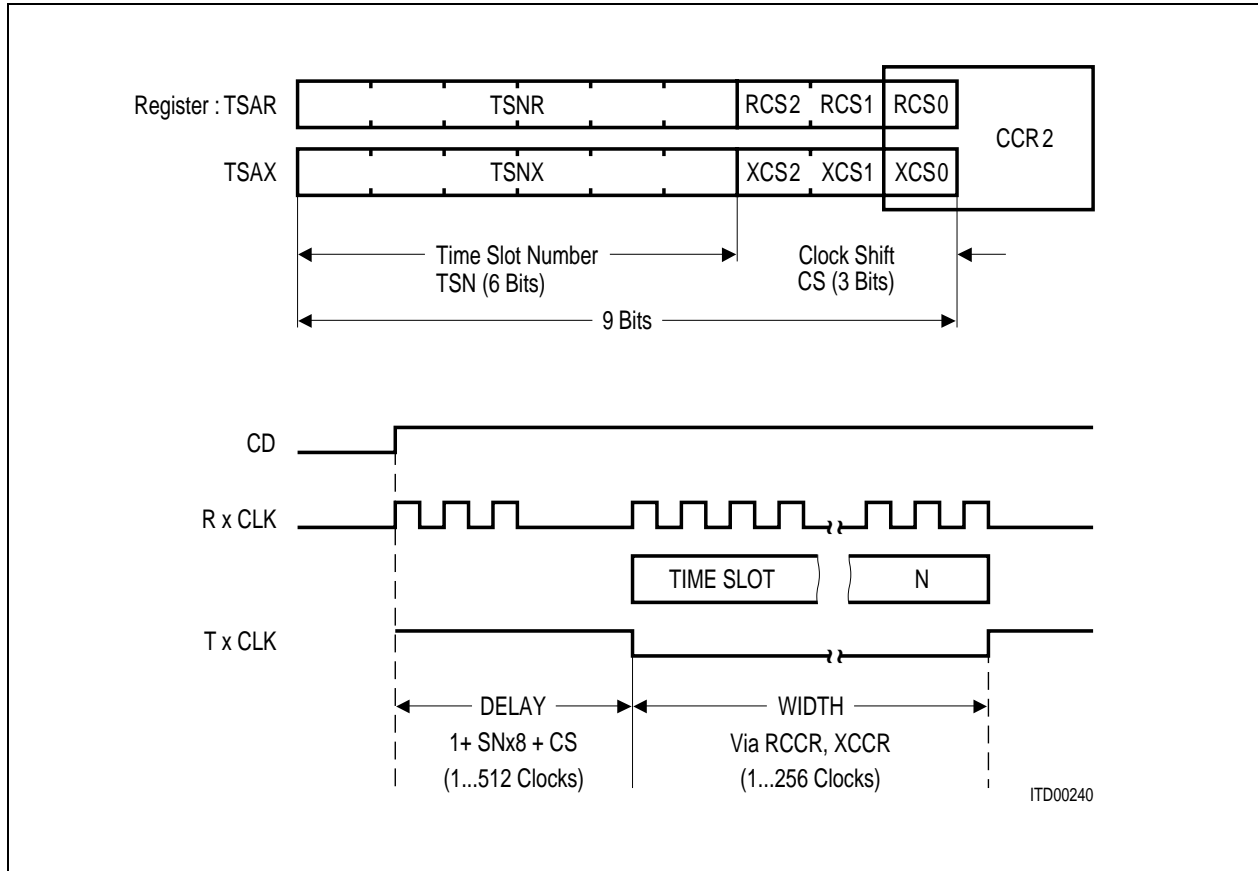 Register : TSAR TSNR RCS2 RCS1 RCS0
CCR2
TSAX TSNX XCS2 XCS1 XCS0
Time Slot Number Clock Shift
TSN (6 Bits) CS (3 Bits)
9 Bits
CD
R x CLK
TIME SLOT N
T x CLK
DELAY WIDTH
1+ SNx8 + CS Via RCCR, XCCR
(1...512 Clocks) (1...256 Clocks)
ITD00240